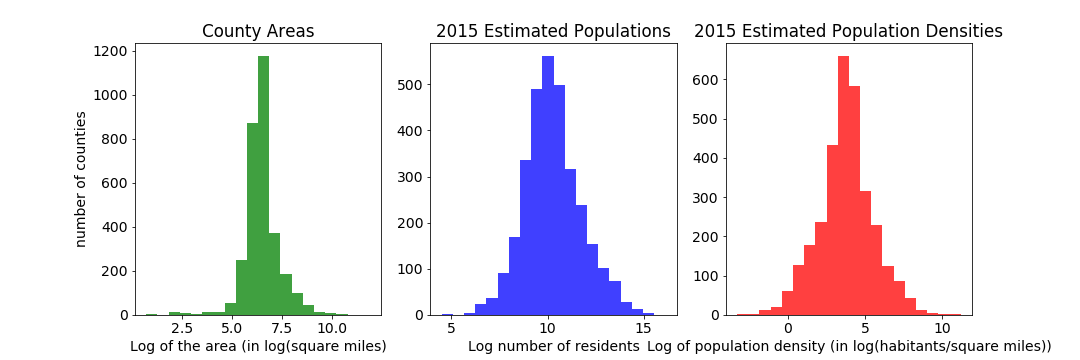 County Areas
2015 Estimated Populations
2015 Estimated Population Densities
number of counties
1200
1000
800
600
400
200
0
2.5 5.0 7.5 10.0
Log of the area (in log(square miles)
500
400
300
200
100
0
5 10 15
Log number of residents
600
500
400
300
200
100
0
0 5 10
Log of population density (in log(habitants/square miles))